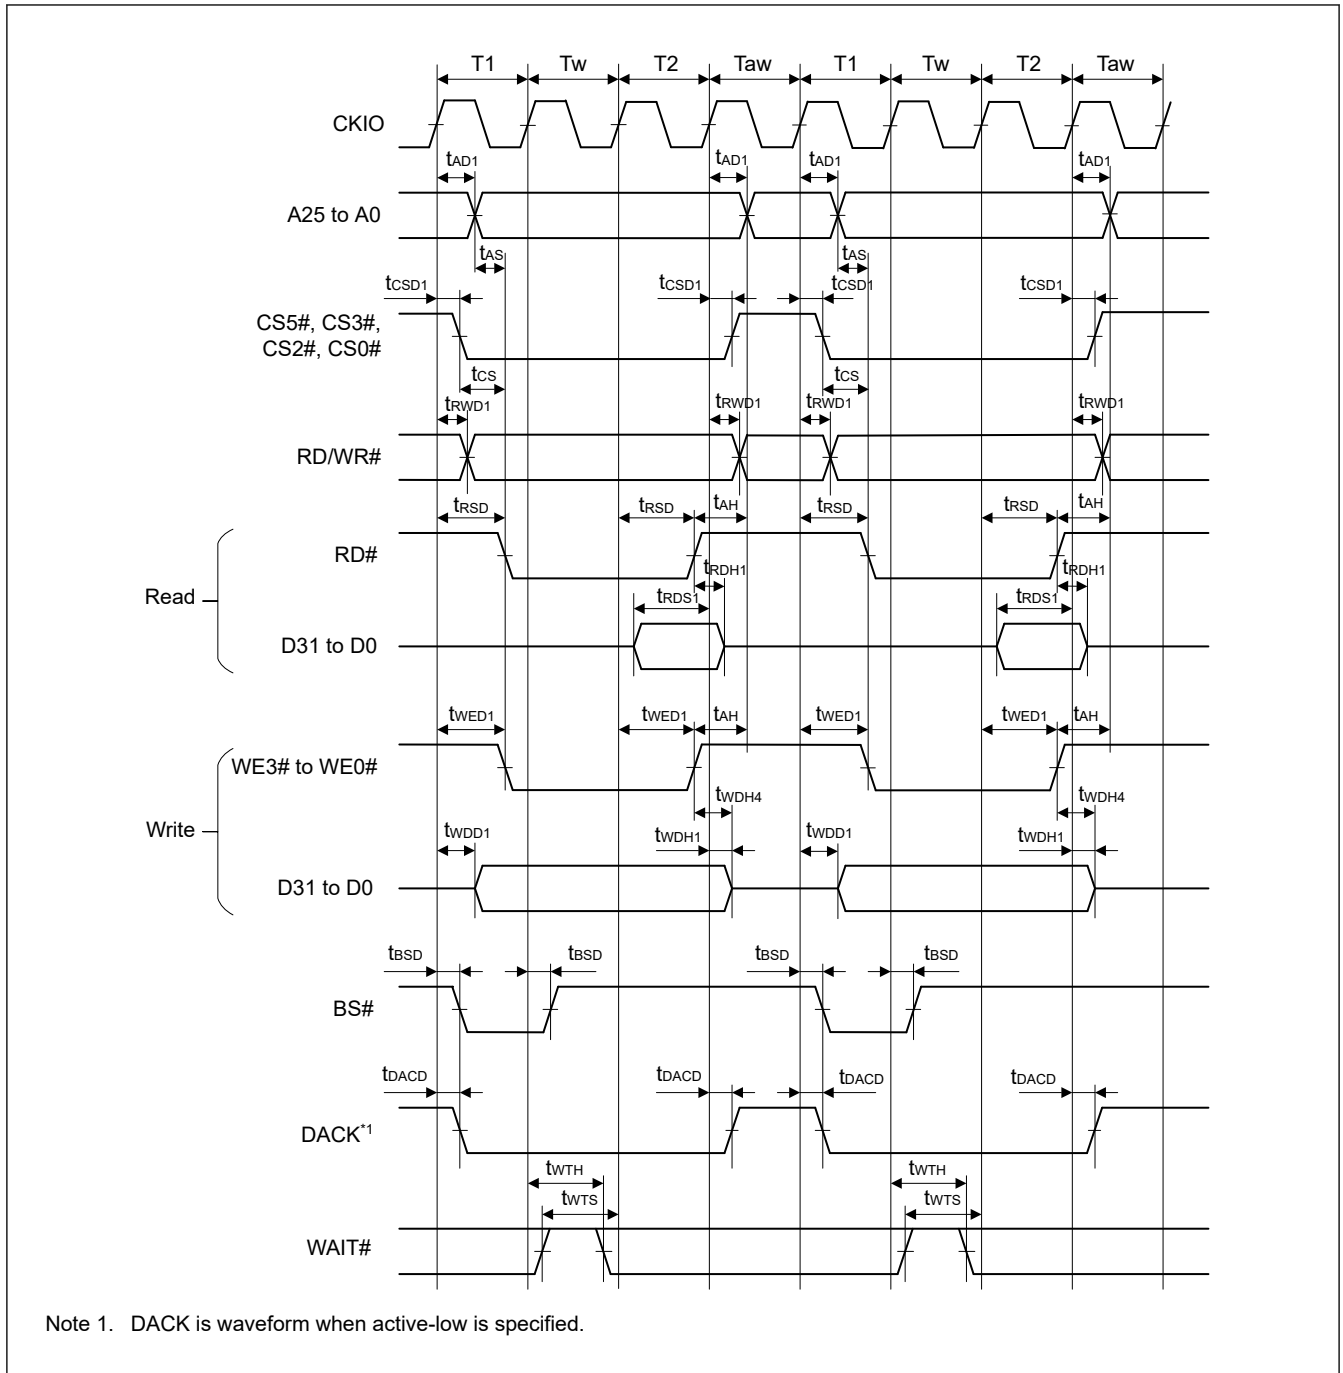 T1 Tw T2 Taw T1 Tw T2 Taw
CKIO
tAD1 tAD1 tAD1 tAD1
A25 to A0
tAS tAS
tCSD1 tCSD1 tCSD1 tCSD1
CS5#, CS3#,
CS2#, CS0#
tCS tCS
tRWD1 tRWD1 tRWD1 tRWD1
RD/WR#
tRSD tRSD tAH tRSD tRSD tAH
RD#
tRDH1 tRDH1
Read
tRDS1 tRDS1
D31 to D0
tWED1 tWED1 tAH tWED1 tWED1 tAH
WE3# to WE0#
tWDH4 tWDH4
Write
tWDD1 tWDH1 tWDD1 tWDH1
D31 to D0
tBSD tBSD tBSD tBSD
BS#
tDACD tDACD tDACD tDACD
DACK*1
tWTH tWTH
tWTS tWTS
WAIT#
Note 1. DACK is waveform when active-low is specified.